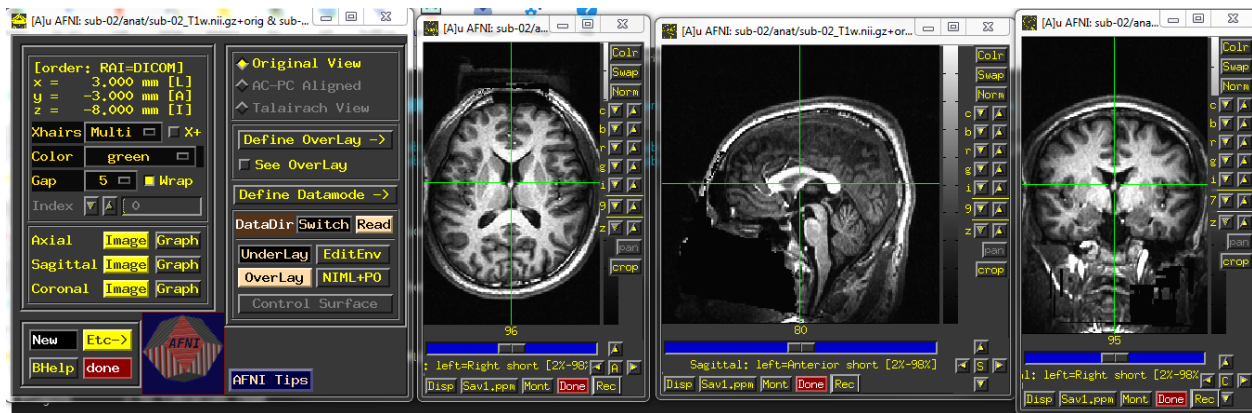 [A] AFNI: sub-02/anat/sub-02_T1w.nii.gz+orig & sub-...
[order: RAI=DICOM]
x = 3.000 mm [L]
y = -3.000 mm [A]
z = -8.000 mm [I]
Xhairs Multi X+
Color green
Gap 5 Wrap
Index 0
Axial Image Graph
Sagittal Image Graph
Coronal Image Graph
New Etc->
BHelp done
AFNI
Original View
AC-PC Aligned
Talairach View
Define OverLay ->
See OverLay
Define Datamode ->
DataDir Switch Read
UnderLay EditEnv
OverLay NIML+PO
Control Surface
AFNI Tips
[A]u AFNI: sub-02/a...
Colr
Swap
Norm
c
b
r
g
i
9
z
pan
crop
96
: left=Right short [2%-98%
A
Disp Sav1.ppm Mont Done Rec
[A]u AFNI: sub-02/anat/sub-02_T1w.nii.gz+or...
Colr
Swap
Norm
c
b
r
g
i
9
z
pan
crop
80
Sagittal: left=Anterior short [2%-98%]
S
Disp Sav1.ppm Mont Done Rec
[A]u AFNI: sub-02/ana...
Colr
Swap
Norm
c
b
r
g
i
7
z
pan
crop
95
al: left=Right short [2%-98%
C
Disp Sav1.ppm Mont Done Rec